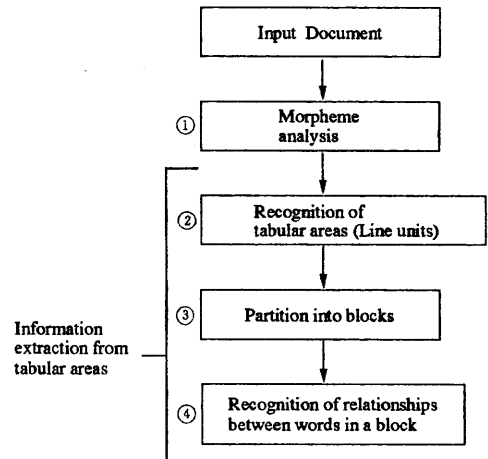 Input Document
①
Morpheme
analysis
②
Recognition of
tabular areas (Line units)
③
Partition into blocks
Information
extraction from
tabular areas
④
Recognition of relationships
between words in a block